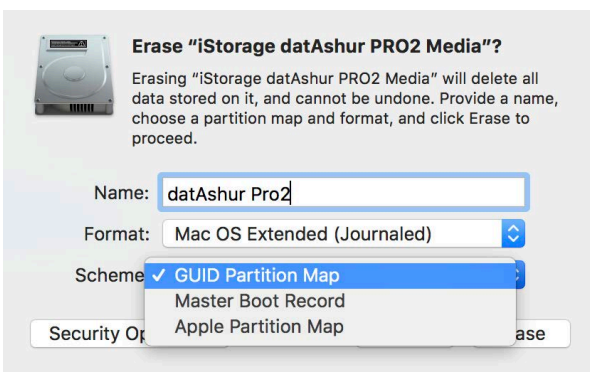 Erase “iStorage datAshur PRO2 Media”?
Erasing “iStorage datAshur PRO2 Media” will delete all
data stored on it, and cannot be undone. Provide a name,
choose a partition map and format, and click Erase to
proceed.
Name: datAshur Pro2
Format: Mac OS Extended (Journaled)
Scheme ✓ GUID Partition Map
Master Boot Record
Apple Partition Map
Security Op ase